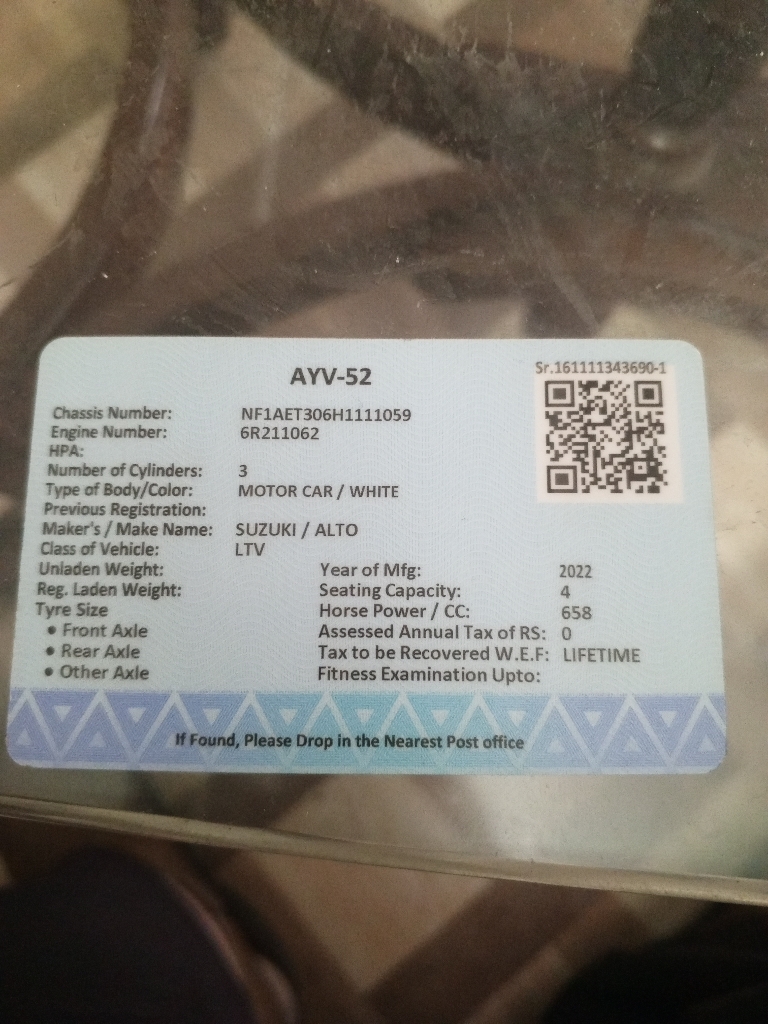 AYV-52
Sr.161111343690-1
Chassis Number: NF1AET306H1111059
Engine Number: 6R211062
HPA:
Number of Cylinders: 3
Type of Body/Color: MOTOR CAR / WHITE
Previous Registration:
Maker's / Make Name: SUZUKI / ALTO
Class of Vehicle: LTV
Unladen Weight: Year of Mfg: 2022
Reg. Laden Weight: Seating Capacity: 4
Tyre Size Horse Power / CC: 658
• Front Axle Assessed Annual Tax of RS: 0
• Rear Axle Tax to be Recovered W.E.F: LIFETIME
• Other Axle Fitness Examination Upto:
If Found, Please Drop in the Nearest Post office